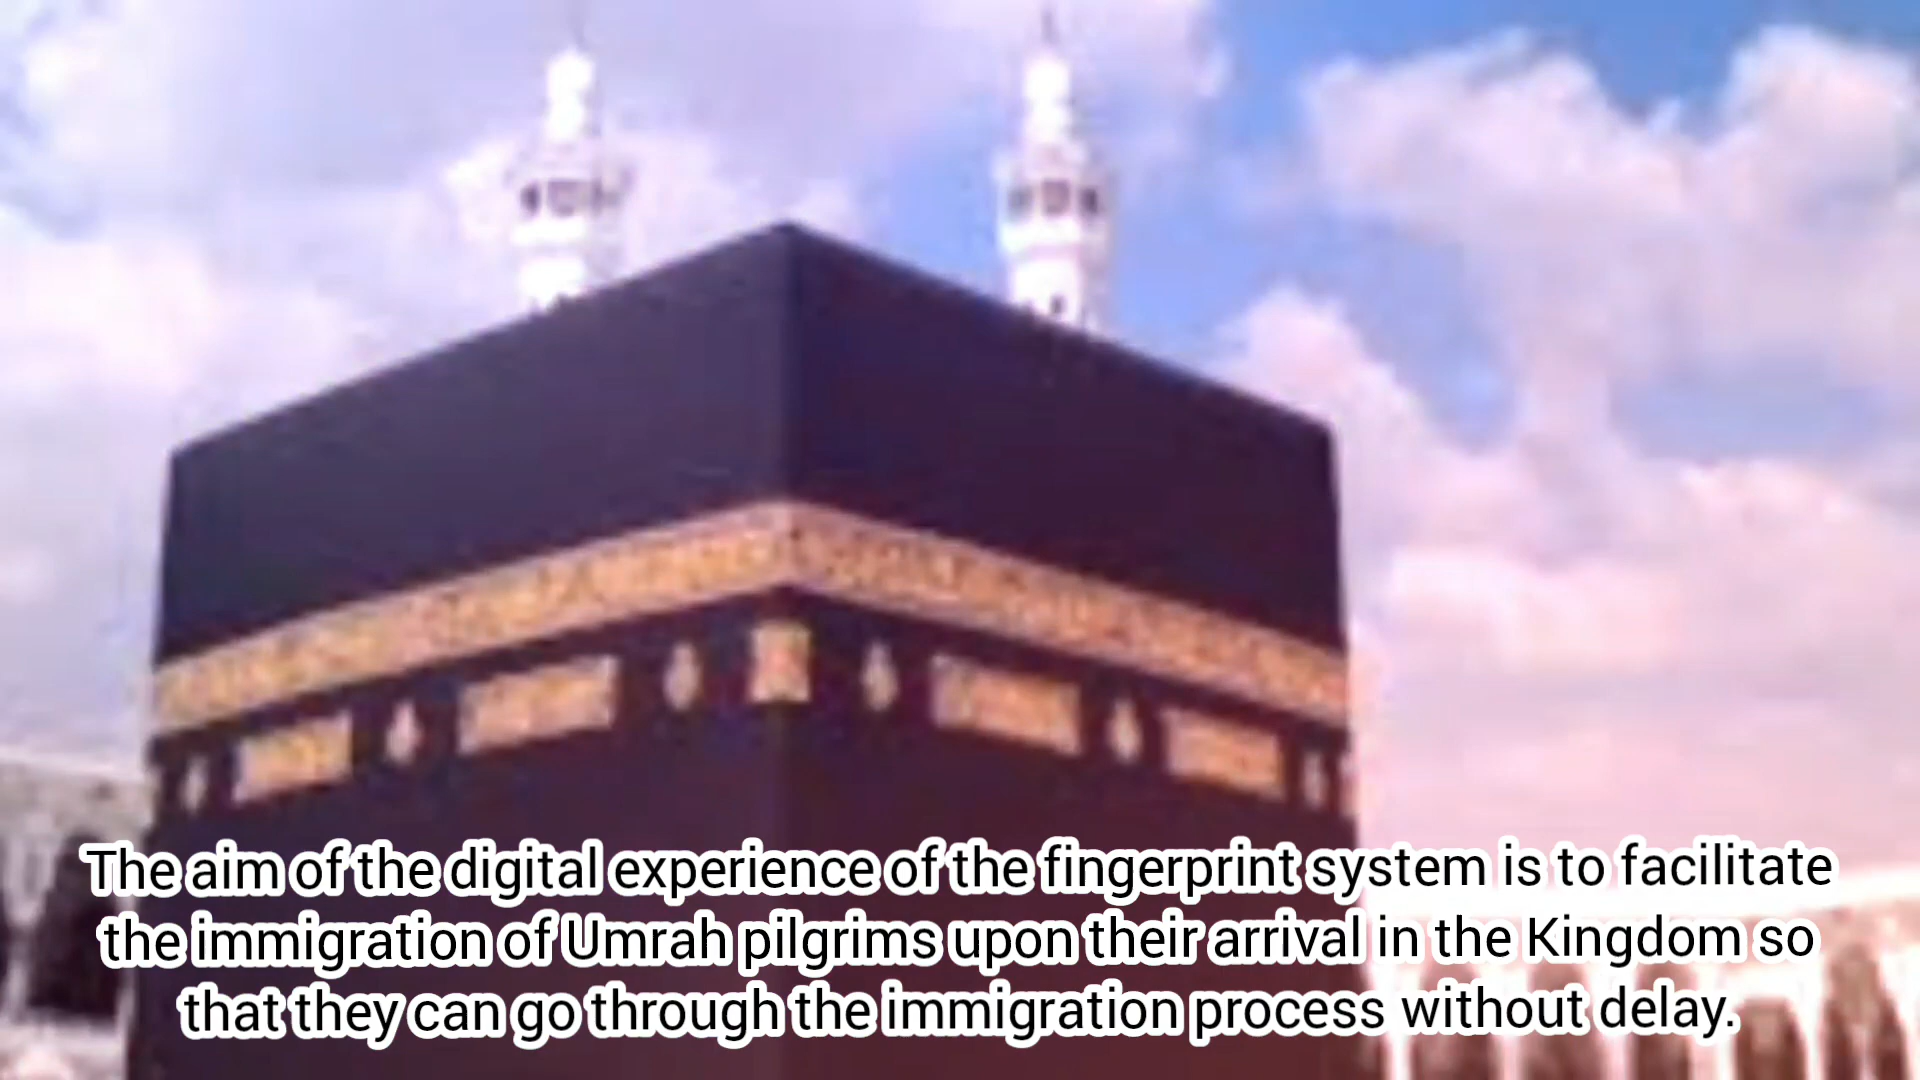 The aim of the digital experience of the fingerprint system is to facilitate
the immigration of Umrah pilgrims upon their arrival in the Kingdom so
that they can go through the immigration process without delay.